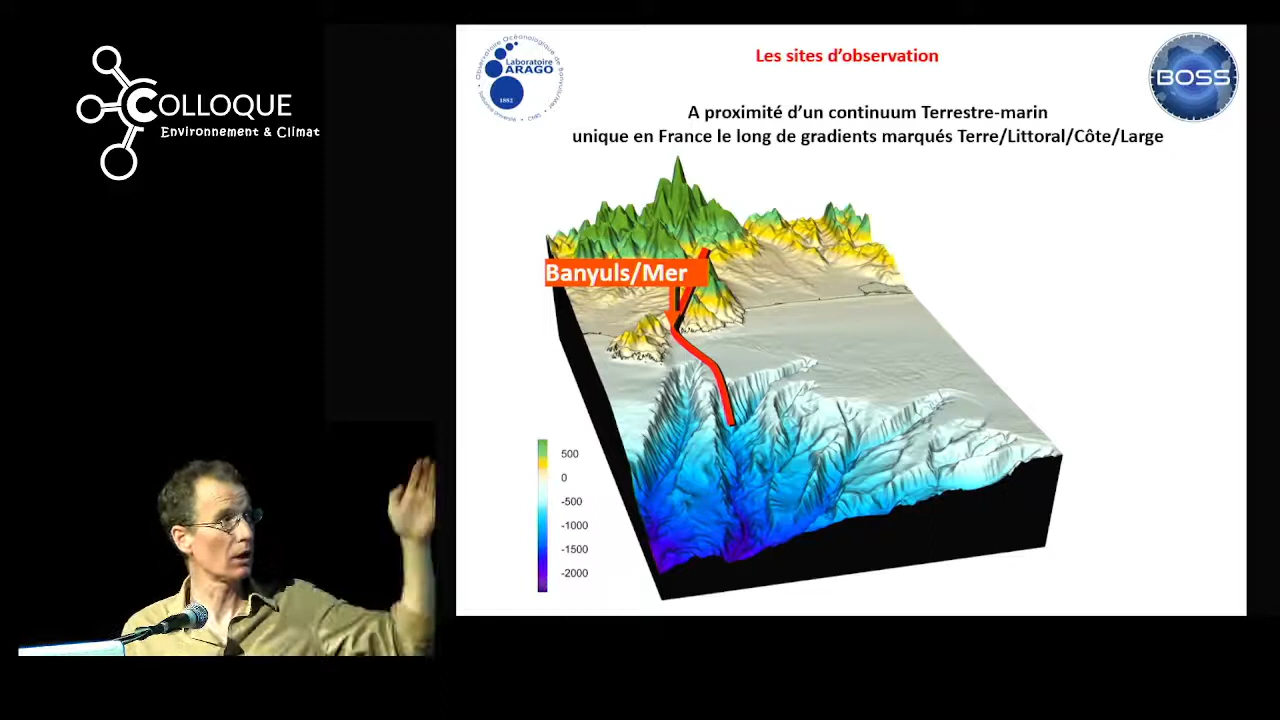 COLLOQUE
Environnement & Climat
Laboratoire
ARAGO
1882
BOSS
Les sites d'observation
A proximité d'un continuum Terrestre-marin
unique en France le long de gradients marqués Terre/Littoral/Côte/Large
Banyuls/Mer
500
0
-500
-1000
-1500
-2000